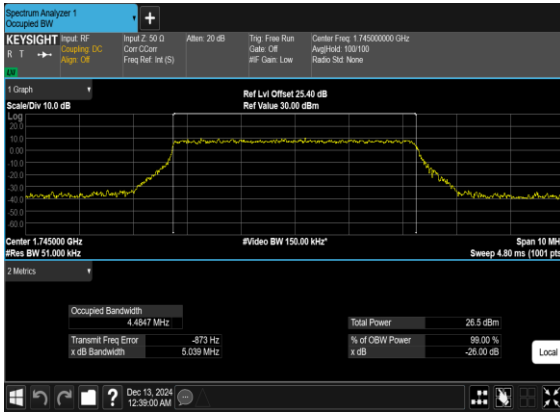 Spectrum Analyzer 1
Occupied BW
+
KEYSIGHT Input: RF Input Z: 50 Ω Atten: 20 dB Trig: Free Run Center Freq: 1.745000000 GHz
R T Coupling: DC Corr CCorr Gate: Off Avg|Hold: 100/100
Align: Off Freq Ref: Int (S) #IF Gain: Low Radio Std: None
LXI
1 Graph
Ref Lvl Offset 25.40 dB
Scale/Div 10.0 dB Ref Value 30.00 dBm
Log
20.0
10.0
0.00
-10.0
-20.0
-30.0
-40.0
-50.0
-60.0
Center 1.745000 GHz #Video BW 150.00 kHz* Span 10 MH
#Res BW 51.000 kHz Sweep 4.80 ms (1001 pts
2 Metrics
Occupied Bandwidth
4.4847 MHz Total Power 26.5 dBm
Transmit Freq Error -873 Hz % of OBW Power 99.00 %
x dB Bandwidth 5.039 MHz x dB -26.00 dB
Local
? Dec 13, 2024
12:39:00 AM